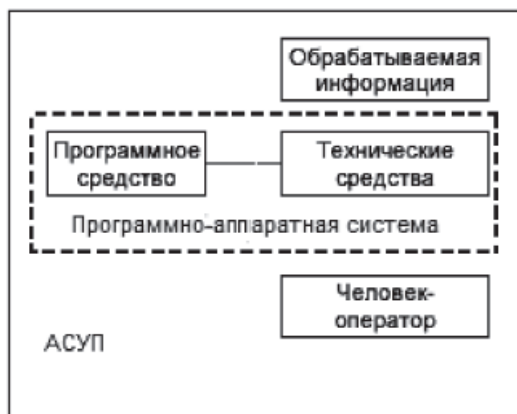 Обрабатываемая
информация
Программное
средство
Технические
средства
Программно-аппаратная система
Человек-
оператор
АСУП